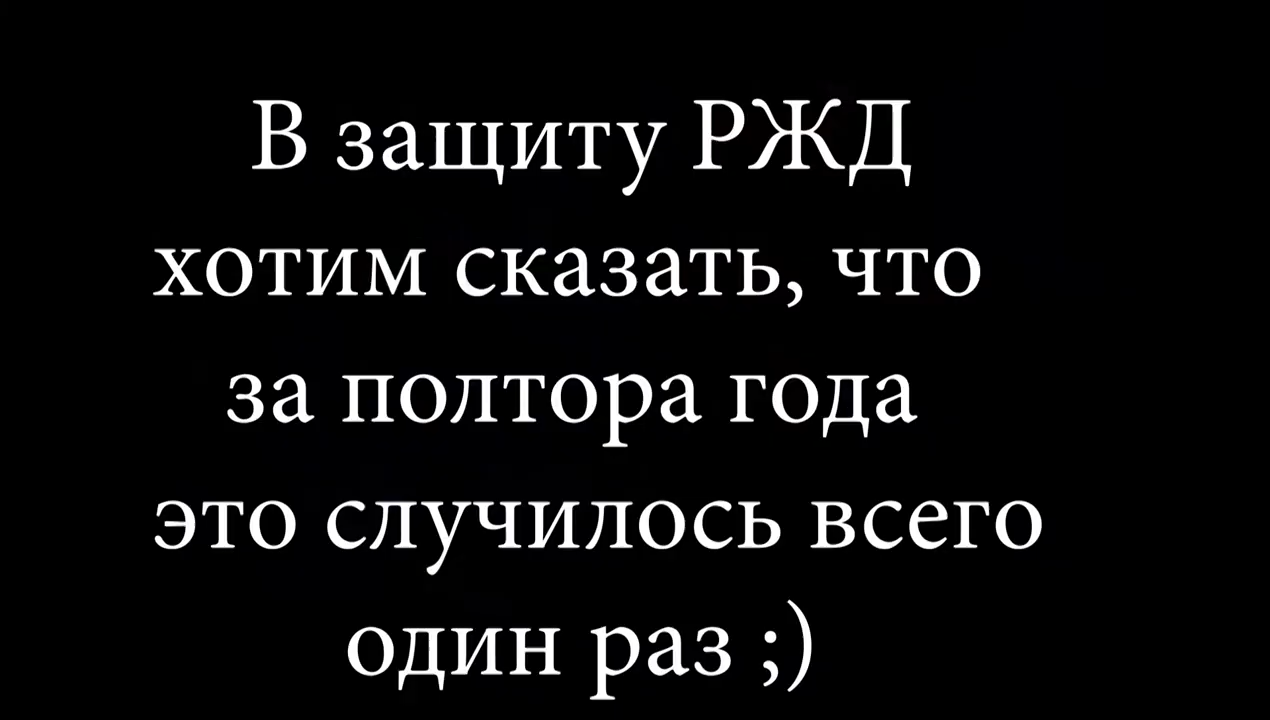 В защиту РЖД
хотим сказать, что
за полтора года
это случилось всего
один раз ;)